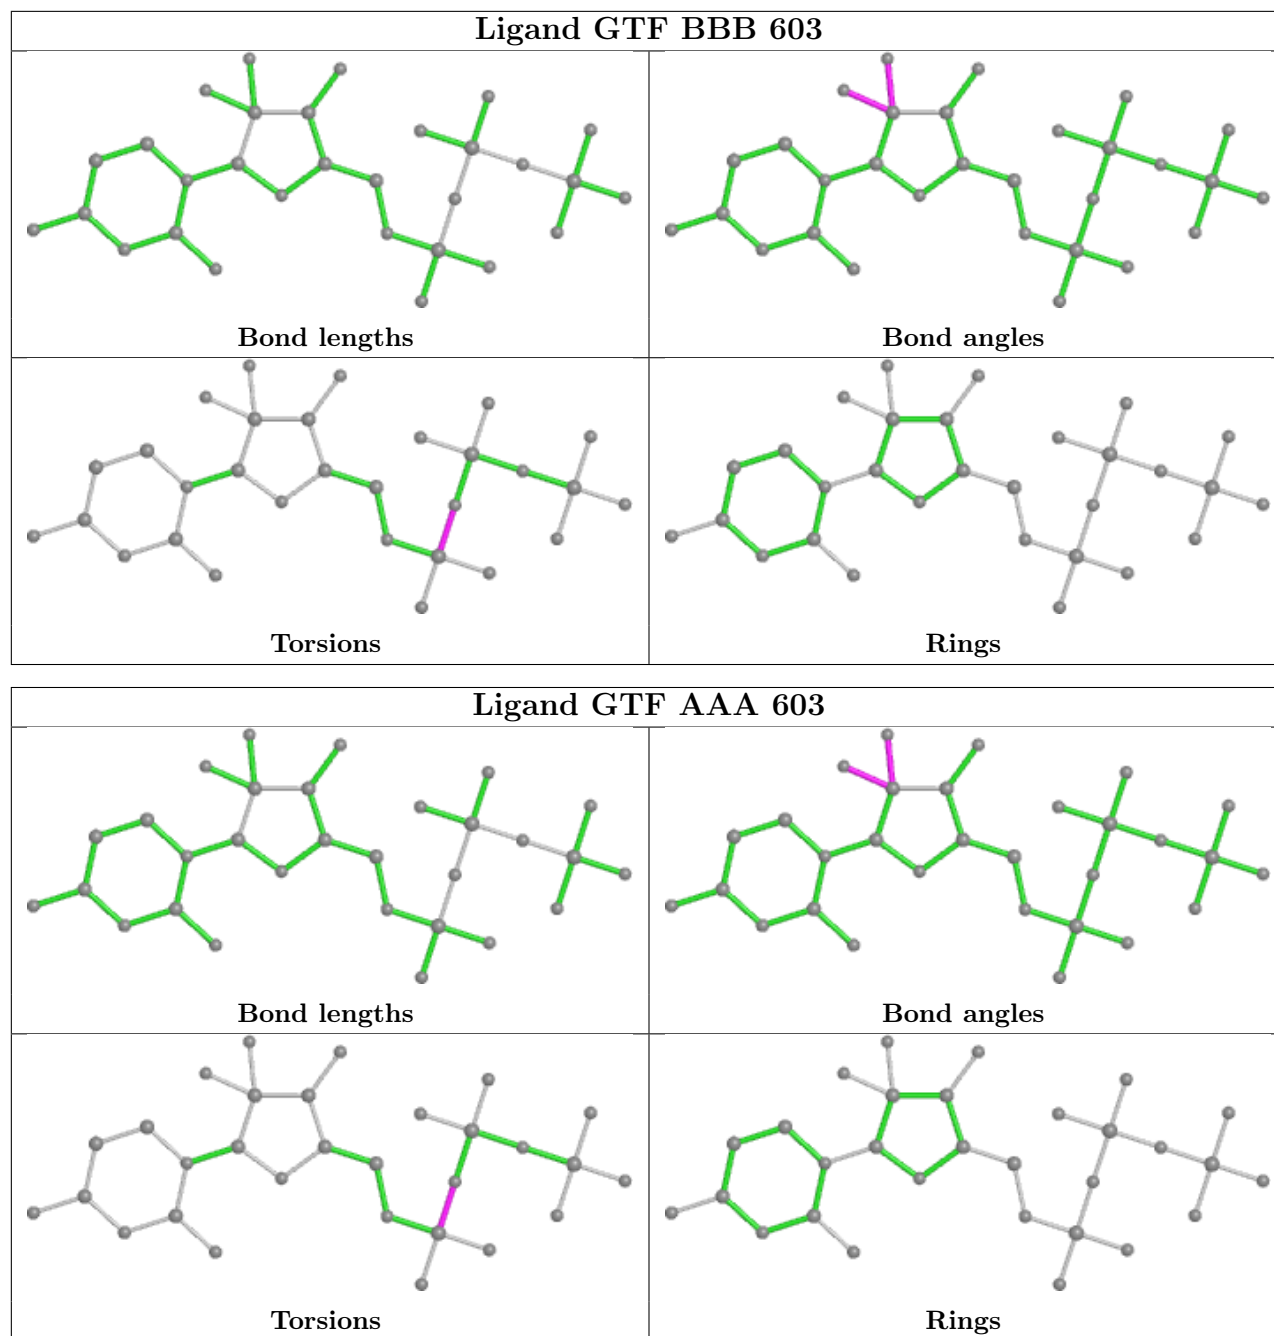 Ligand GTF BBB 603
Bond lengths
Bond angles
Torsions
Rings
Ligand GTF AAA 603
Bond lengths
Bond angles
Torsions
Rings